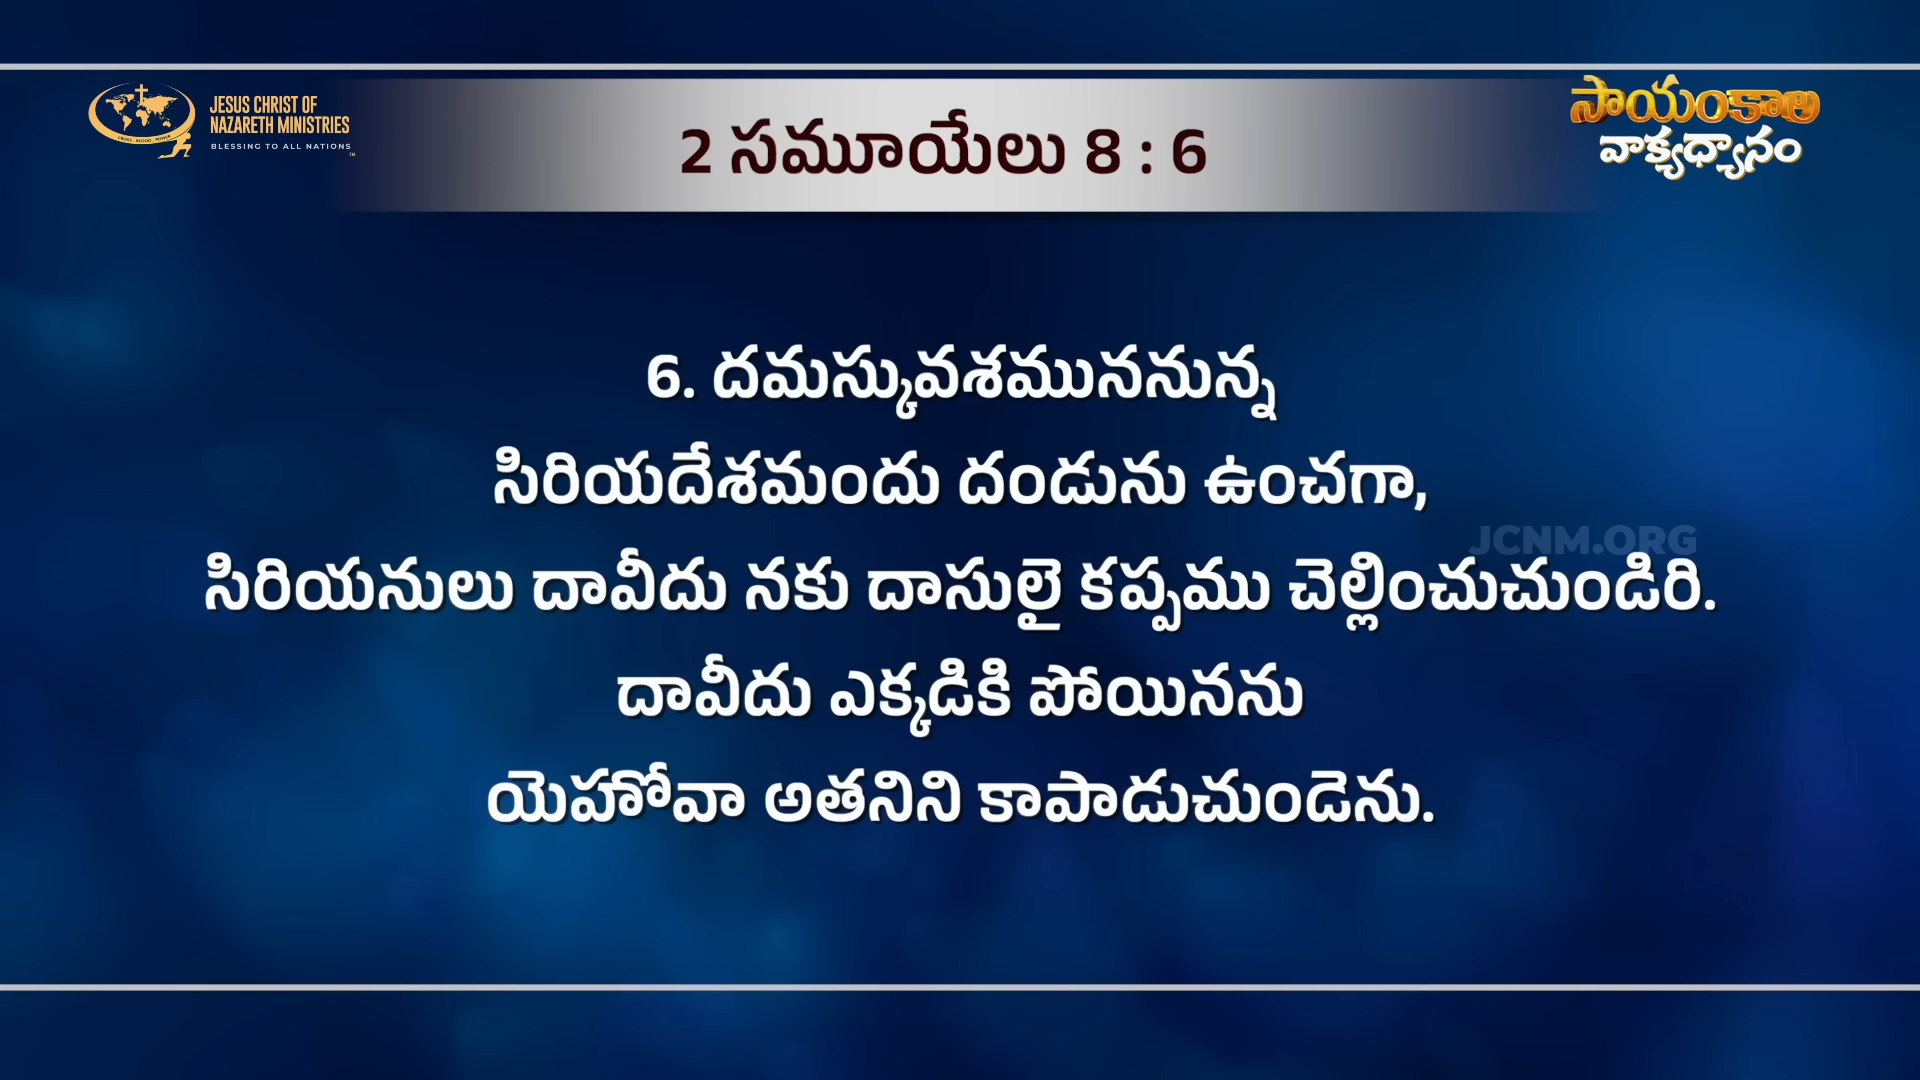 JESUS CHRIST OF
NAZARETH MINISTRIES
BLESSING TO ALL NATIONS
TM
2 సమూయేలు 8 : 6
సాయంకాల
వాక్యధ్యానం
6. దమస్కువశముననున్న
సిరియదేశమందు దండును ఉంచగా,
JCNM.ORG
సిరియనులు దావీదు నకు దాసులై కప్పము చెల్లించుచుండిరి.
దావీదు ఎక్కడికి పోయినను
యెహోవా అతనిని కాపాడుచుండెను.